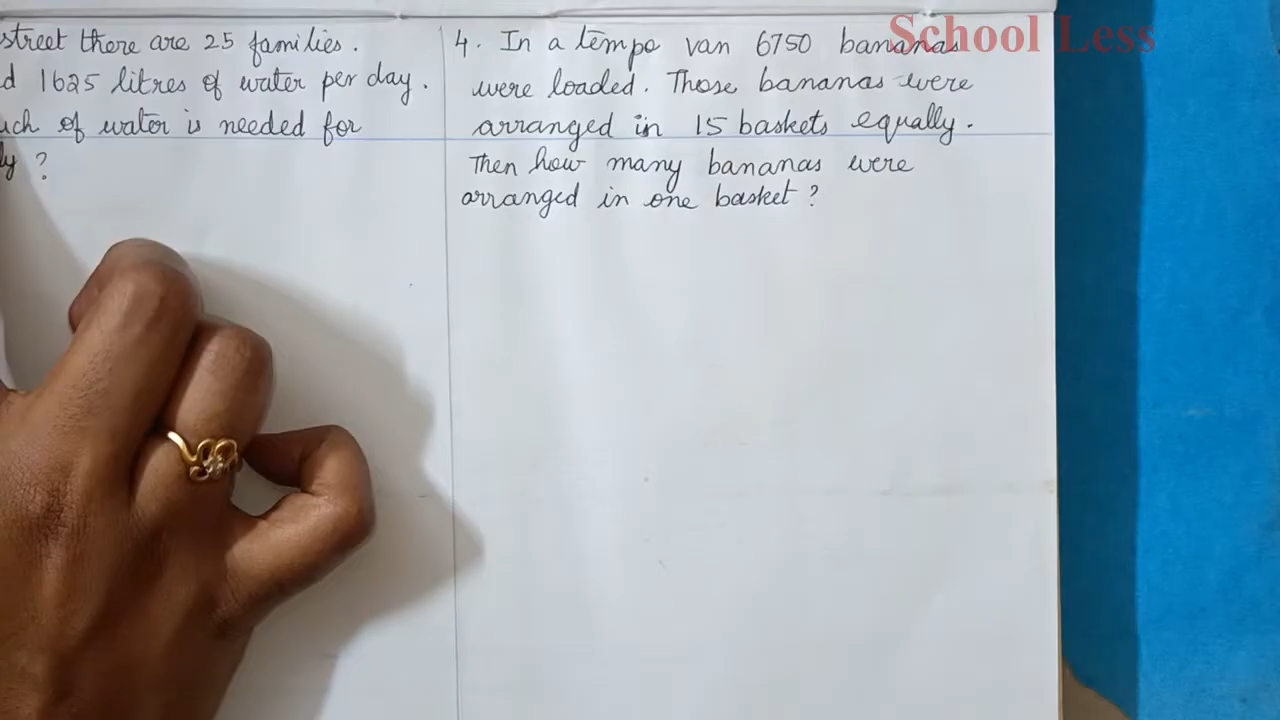 street there are 25 families.
1625 litres of water per day.
of water is needed for
?
4. In a tempo van 6750 bananas
were loaded. Those bananas were
arranged in 15 baskets equally.
Then how many bananas were
arranged in one basket?
School Less